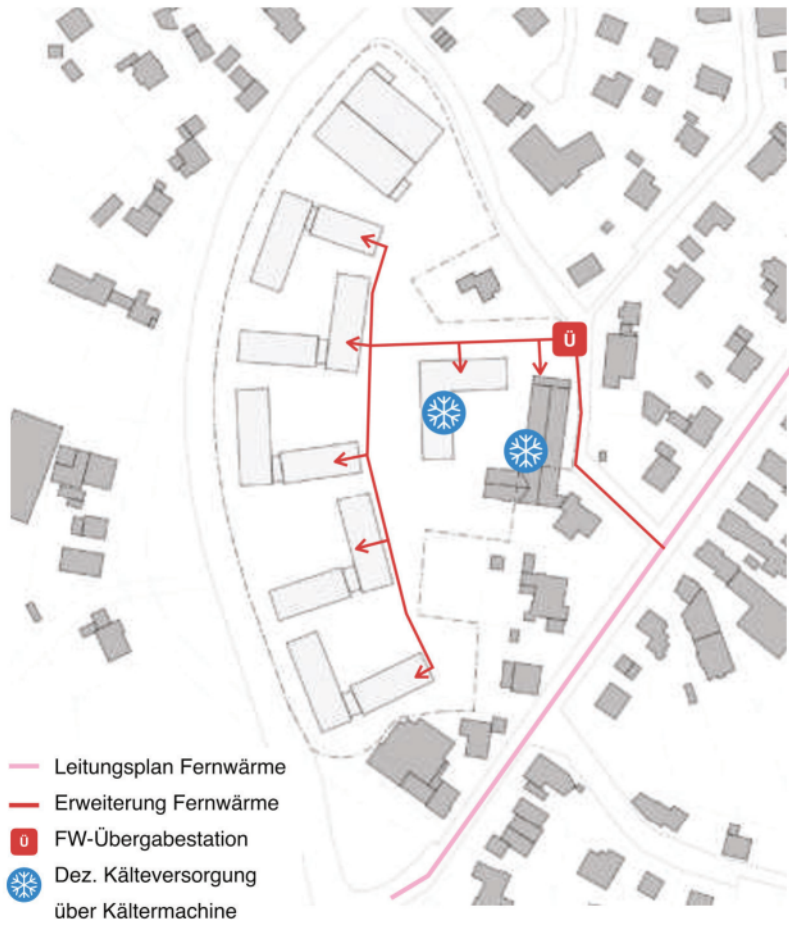 Ü
Leitungsplan Fernwärme
Erweiterung Fernwärme
Ü FW-Übergabestation
Dez. Kälteversorgung
über Kältermachine